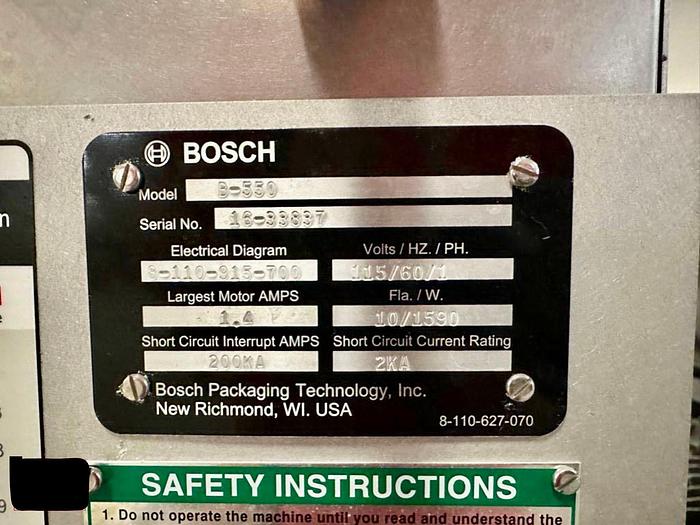 BOSCH
Model B-550
Serial No. 16-33837
Electrical Diagram Volts / HZ. / PH.
8-110-915-700 115/60/1
Largest Motor AMPS Fla. / W.
1.4 10/1590
Short Circuit Interrupt AMPS Short Circuit Current Rating
200KA 2KA
Bosch Packaging Technology, Inc.
New Richmond, WI. USA
8-110-627-070
SAFETY INSTRUCTIONS
1. Do not operate the machine until you read and understand the